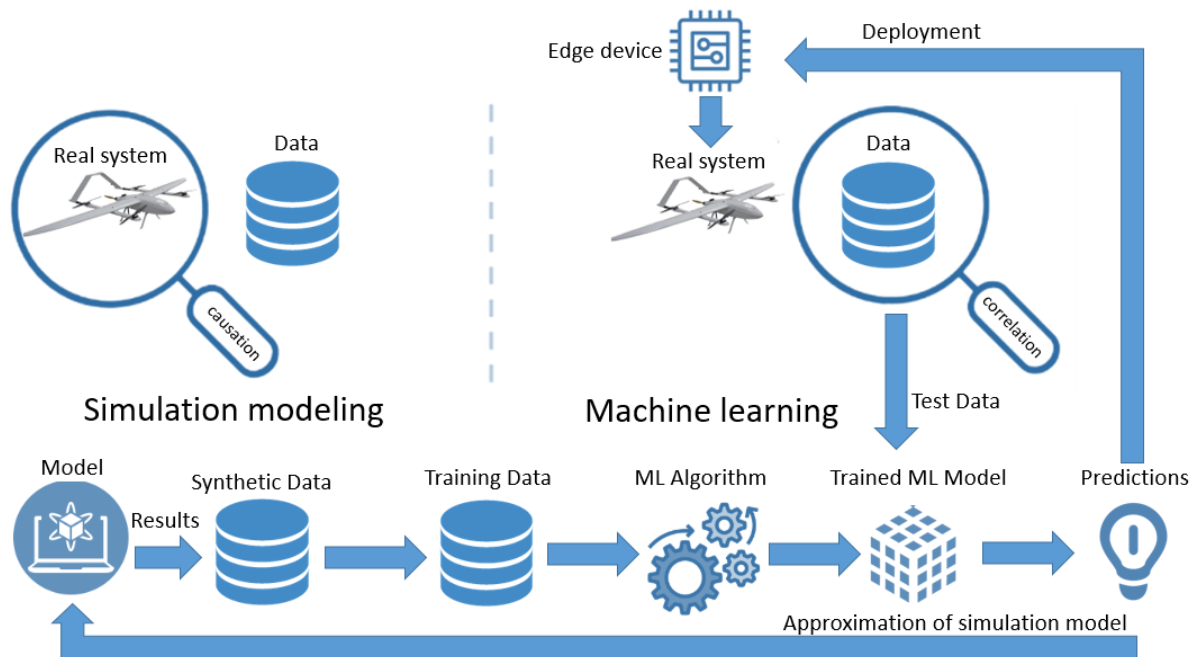 Deployment
Edge device
Real system
Data
causation
Real system
Data
correlation
Simulation modeling
Machine learning
Test Data
Model
Results
Synthetic Data
Training Data
ML Algorithm
Trained ML Model
Predictions
Approximation of simulation model